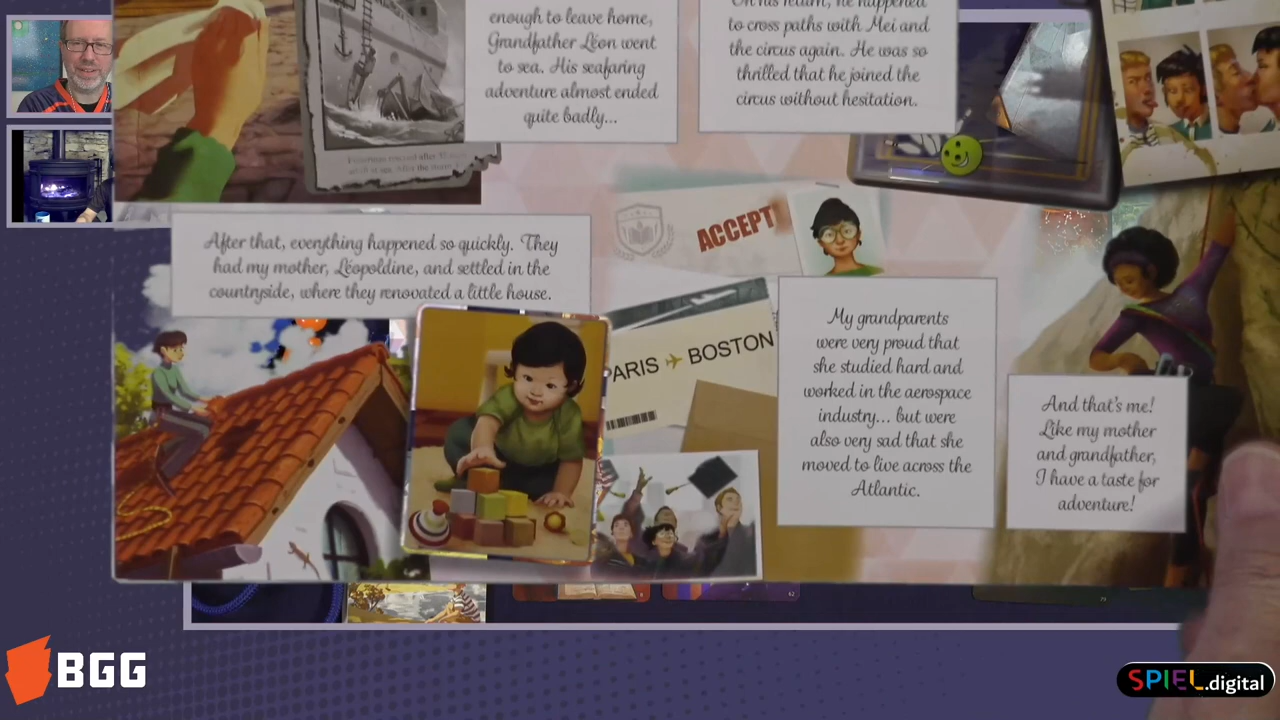 enough to leave home,
Grandfather Léon went
to sea. His seafaring
adventure almost ended
quite badly...
On his return, he happened
to cross paths with Mei and
the circus again. He was so
thrilled that he joined the
circus without hesitation.
ACCEPT
After that, everything happened so quickly. They
had my mother, Léopoldine, and settled in the
countryside, where they renovated a little house.
PARIS BOSTON
My grandparents
were very proud that
she studied hard and
worked in the aerospace
industry... but were
also very sad that she
moved to live across the
Atlantic.
And that's me!
Like my mother
and grandfather,
I have a taste for
adventure!
BGG
SPIEL.digital